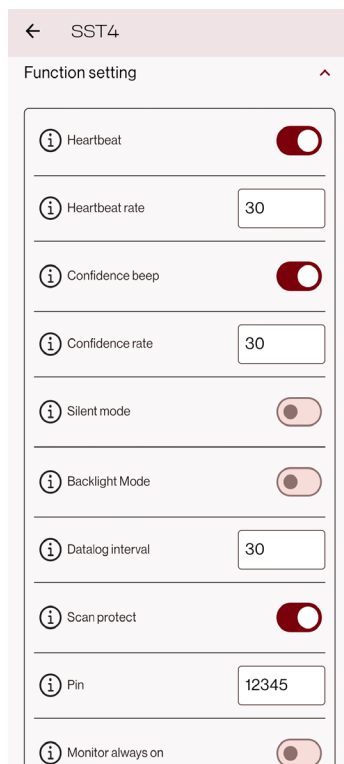 SST4
Function setting
Heartbeat
Heartbeat rate 30
Confidence beep
Confidence rate 30
Silent mode
Backlight Mode
Datalog interval 30
Scan protect
Pin 12345
Monitor always on